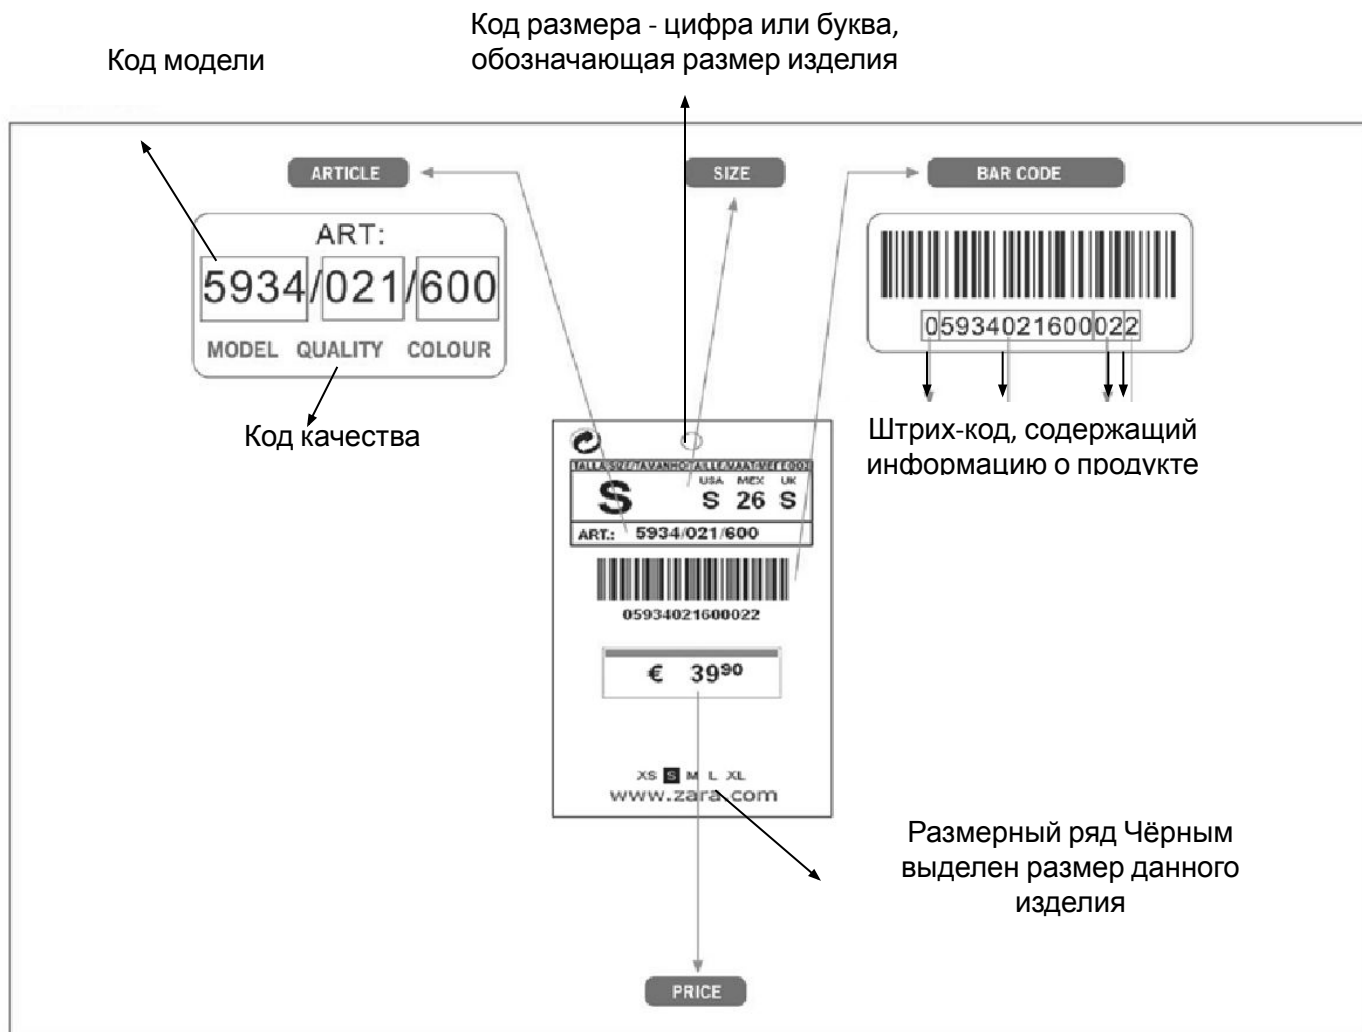 Код модели
Код размера - цифра или буква,
обозначающая размер изделия
ARTICLE
SIZE
BAR CODE
ART:
5934/021/600
MODEL QUALITY COLOUR
05934021600022
Код качества
Штрих-код, содержащий
информацию о продукте
USA MEX UK
S S 26 S
ART.: 5934/021/600
05934021600022
€ 39⁹⁰
XS S M L XL
www.zara.com
Размерный ряд Чёрным
выделен размер данного
изделия
PRICE